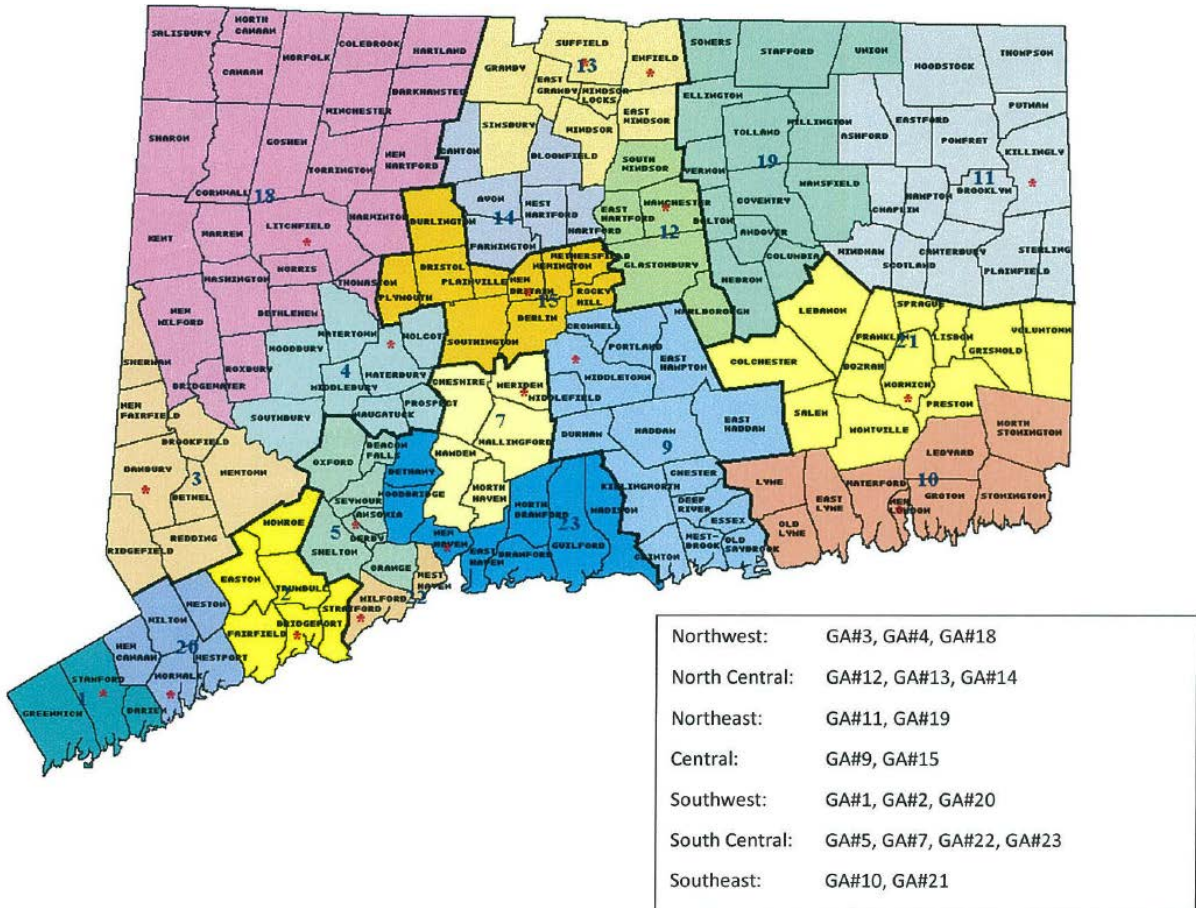 SALISBURY
NORTH
CANAAN
CANAAN
NORFOLK
COLEBROOK
HARTLAND
SUFFIELD
13
ENFIELD
GRANBY
EAST
GRANBY
WINDSOR
LOCKS
EAST
WINDSOR
WINDSOR
SIMSBURY
SOMERS
STAFFORD
UNION
WOODSTOCK
THOMPSON
BARKHAMSTED
WINCHESTER
SHARON
GOSHEN
TORRINGTON
NEW
HARTFORD
CORNWALL
18
CANTON
BLOOMFIELD
AVON
14
WEST
HARTFORD
HARTFORD
FARMINGTON
SOUTH
WINDSOR
EAST
HARTFORD
MANCHESTER
12
GLASTONBURY
MARLBOROUGH
ELLINGTON
TOLLAND
WILLINGTON
19
VERNON
BOLTON
COVENTRY
MANSFIELD
ANDOVER
COLUMBIA
HEBRON
ASHFORD
EASTFORD
POMFRET
PUTNAM
KILLINGLY
11
BROOKLYN
HAMPTON
CHAPLIN
WINDHAM
SCOTLAND
CANTERBURY
PLAINFIELD
STERLING
KENT
WARREN
LITCHFIELD
HARWINTON
WASHINGTON
MORRIS
THOMASTON
BETHLEHEM
NEW
MILFORD
ROXBURY
BRIDGEWATER
BURLINGTON
BRISTOL
PLYMOUTH
PLAINVILLE
NEW
BRITAIN
15
WETHERSFIELD
NEWINGTON
ROCKY
HILL
BERLIN
SOUTHINGTON
WATERTOWN
WOODBURY
WOLCOTT
4
WATERBURY
MIDDLEBURY
SOUTHBURY
NAUGATUCK
PROSPECT
CHESHIRE
MERIDEN
7
WALLINGFORD
HAMDEN
NORTH
HAVEN
CROMWELL
PORTLAND
EAST
HAMPTON
MIDDLETOWN
MIDDLEFIELD
DURHAM
HADDAM
EAST
HADDAM
9
CHESTER
KILLINGWORTH
DEEP
RIVER
ESSEX
WEST-
BROOK
OLD
SAYBROOK
CLINTON
LEBANON
COLCHESTER
FRANKLIN
SPRAGUE
21
LISBON
VOLUNTOWN
GRISWOLD
BOZRAH
NORWICH
PRESTON
SALEM
MONTVILLE
NORTH
STONINGTON
LEDYARD
10
GROTON
STONINGTON
NEW
LONDON
WATERFORD
EAST
LYME
LYME
OLD
LYME
SHERMAN
NEW
FAIRFIELD
BROOKFIELD
DANBURY
3
NEWTOWN
BETHEL
REDDING
RIDGEFIELD
OXFORD
BEACON
FALLS
SEYMOUR
ANSONIA
5
DERBY
SHELTON
ORANGE
BETHANY
WOODBRIDGE
NEW
HAVEN
EAST
HAVEN
NORTH
BRANFORD
BRANFORD
23
GUILFORD
MADISON
WEST
HAVEN
MILFORD
22
MONROE
EASTON
TRUMBULL
2
STRATFORD
BRIDGEPORT
FAIRFIELD
WESTON
WILTON
20
NEW
CANAAN
WESTPORT
NORWALK
STAMFORD
1
GREENWICH
DARIEN
Northwest: GA#3, GA#4, GA#18
North Central: GA#12, GA#13, GA#14
Northeast: GA#11, GA#19
Central: GA#9, GA#15
Southwest: GA#1, GA#2, GA#20
South Central: GA#5, GA#7, GA#22, GA#23
Southeast: GA#10, GA#21